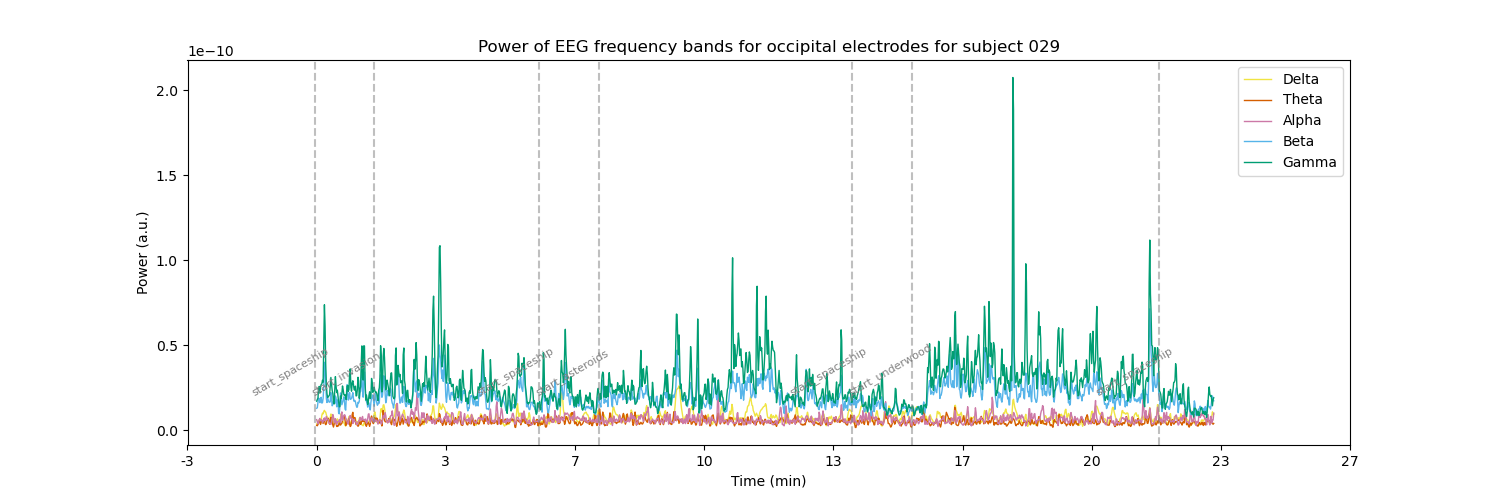 Power of EEG frequency bands for occipital electrodes for subject 029
1e−10
2.0
1.5
1.0
0.5
0.0
Power (a.u.)
Delta
Theta
Alpha
Beta
Gamma
start_spaceship
start_invasion
start_spaceship
start_asteroids
start_spaceship
start_underwood
start_spaceship
-3 0 3 7 10 13 17 20 23 27
Time (min)